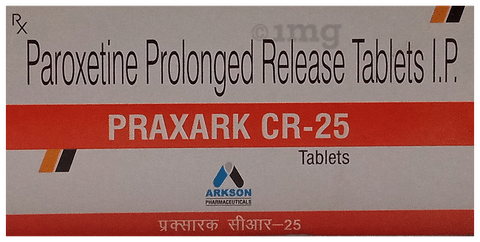 Rx
1mg
Paroxetine Prolonged Release Tablets I.P.
PRAXARK CR-25
Tablets
ARKSON
PHARMACEUTICALS
प्रक्सारक सीआर-25